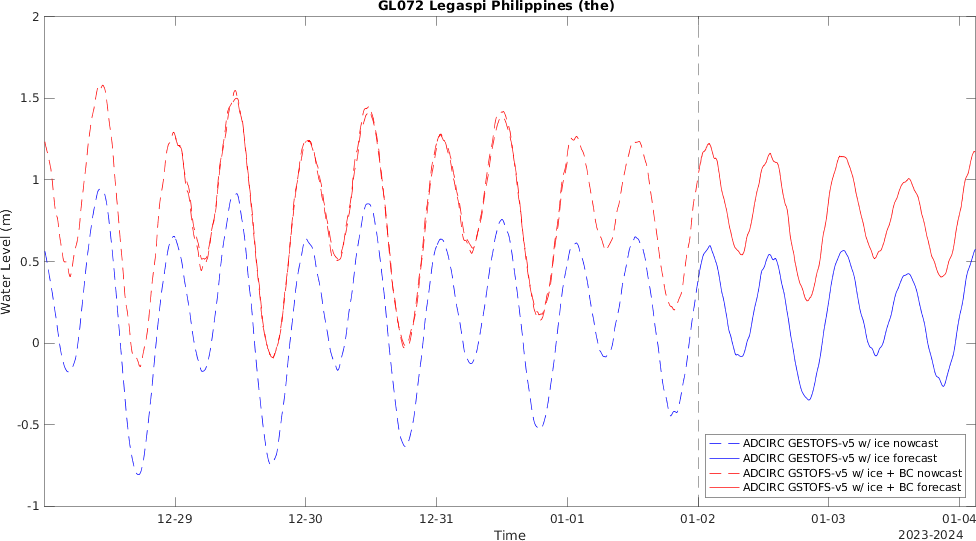 GL072 Legaspi Philippines (the)
2
1.5
1
0.5
0
-0.5
-1
Water Level (m)
ADCIRC GESTOFS-v5 w/ ice nowcast
ADCIRC GESTOFS-v5 w/ ice forecast
ADCIRC GSTOFS-v5 w/ ice + BC nowcast
ADCIRC GSTOFS-v5 w/ ice + BC forecast
12-29 12-30 12-31 01-01 01-02 01-03 01-04
Time
2023-2024